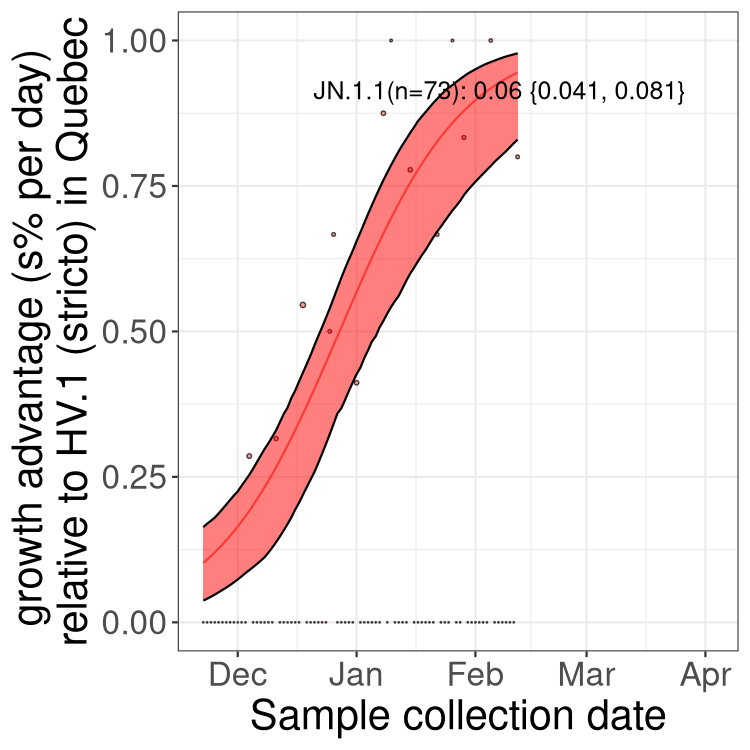 growth advantage (s% per day)
relative to HV.1 (stricto) in Quebec
1.00
0.75
0.50
0.25
0.00
JN.1.1(n=73): 0.06 {0.041, 0.081}
Dec Jan Feb Mar Apr
Sample collection date